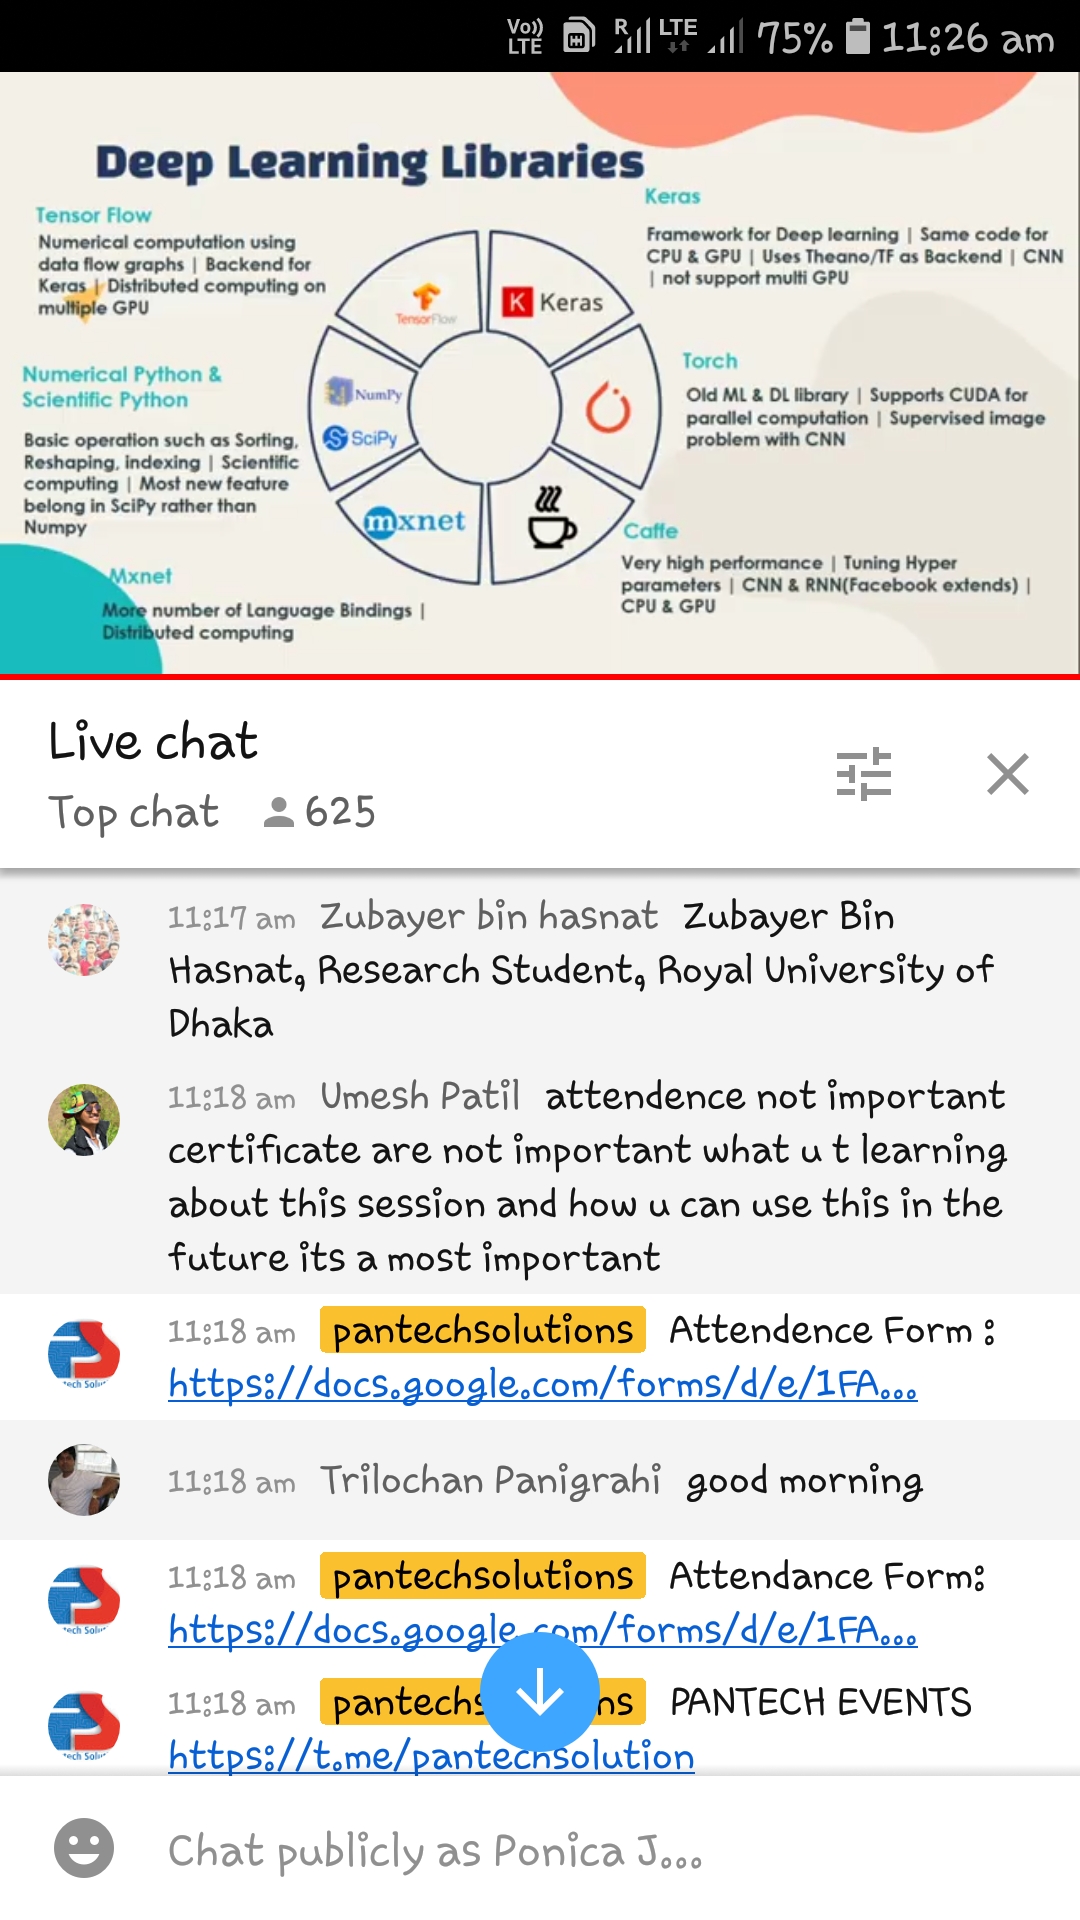 Vo)) LTE R LTE 75% 11:26 am
Deep Learning Libraries
Tensor Flow
Numerical computation using
data flow graphs | Backend for
Keras | Distributed computing on
multiple GPU
Numerical Python &
Scientific Python
Basic operation such as Sorting,
Reshaping, indexing | Scientific
computing | Most new feature
belong in SciPy rather than
Numpy
Mxnet
More number of Language Bindings |
Distributed computing
TensorFlow
K Keras
NumPy
SciPy
mxnet
Keras
Framework for Deep learning | Same code for
CPU & GPU | Uses Theano/TF as Backend | CNN
| not support multi GPU
Torch
Old ML & DL library | Supports CUDA for
parallel computation | Supervised image
problem with CNN
Caffe
Very high performance | Tuning Hyper
parameters | CNN & RNN(Facebook extends) |
CPU & GPU
Live chat
Top chat 625
11:17 am Zubayer bin hasnat Zubayer Bin
Hasnat, Research Student, Royal University of
Dhaka
11:18 am Umesh Patil attendence not important
certificate are not important what u t learning
about this session and how u can use this in the
future its a most important
11:18 am pantechsolutions Attendence Form :
https://docs.google.com/forms/d/e/1FA...
11:18 am Trilochan Panigrahi good morning
11:18 am pantechsolutions Attendance Form:
https://docs.google.com/forms/d/e/1FA...
11:18 am pantechsolutions PANTECH EVENTS
https://t.me/pantechsolution
Chat publicly as Ponica J...